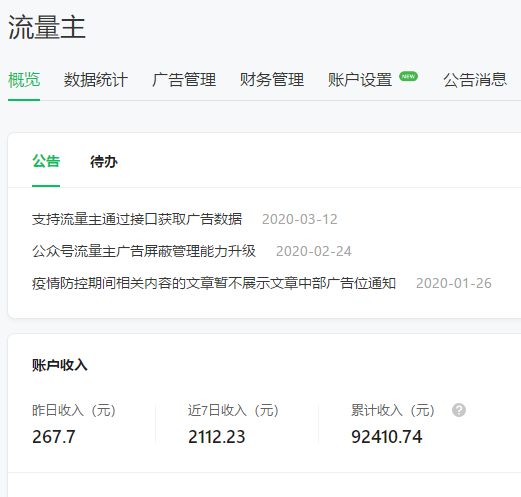 流量主
概览 数据统计 广告管理 财务管理 账户设置 NEW 公告消息
公告 待办
支持流量主通过接口获取广告数据 2020-03-12
公众号流量主广告屏蔽管理能力升级 2020-02-24
疫情防控期间相关内容的文章暂不展示文章中部广告位通知 2020-01-26
账户收入
昨日收入（元） 近7日收入（元） 累计收入（元） ?
267.7 2112.23 92410.74